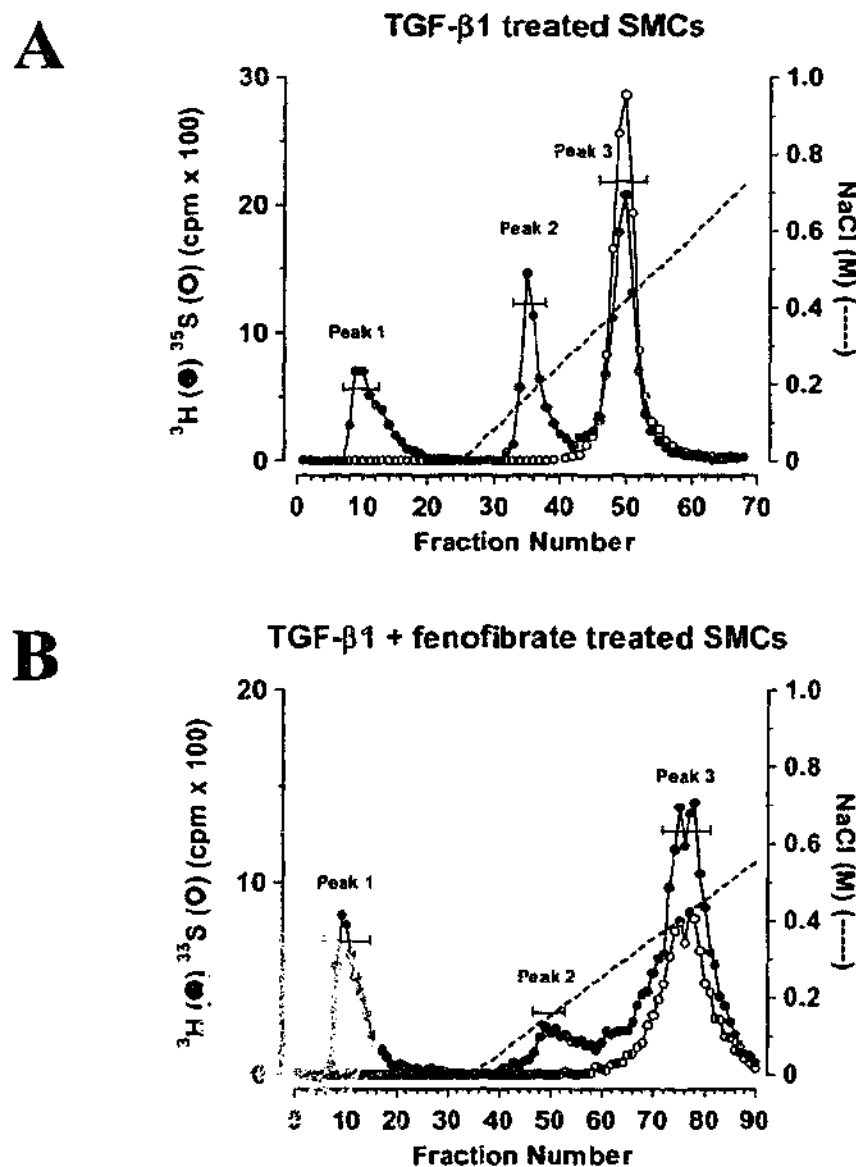 A
TGF-β1 treated SMCs
30
20
10
0
³H (●) ³⁵S (O) (cpm x 100)
Peak 1
Peak 2
Peak 3
1.0
0.8
0.6
0.4
0.2
0
NaCl (M) (-----)
0 10 20 30 40 50 60 70
Fraction Number
B
TGF-β1 + fenofibrate treated SMCs
20
10
0
³H (●) ³⁵S (O) (cpm x 100)
Peak 1
Peak 2
Peak 3
1.0
0.8
0.6
0.4
0.2
0
NaCl (M) (-----)
0 10 20 30 40 50 60 70 80 90
Fraction Number